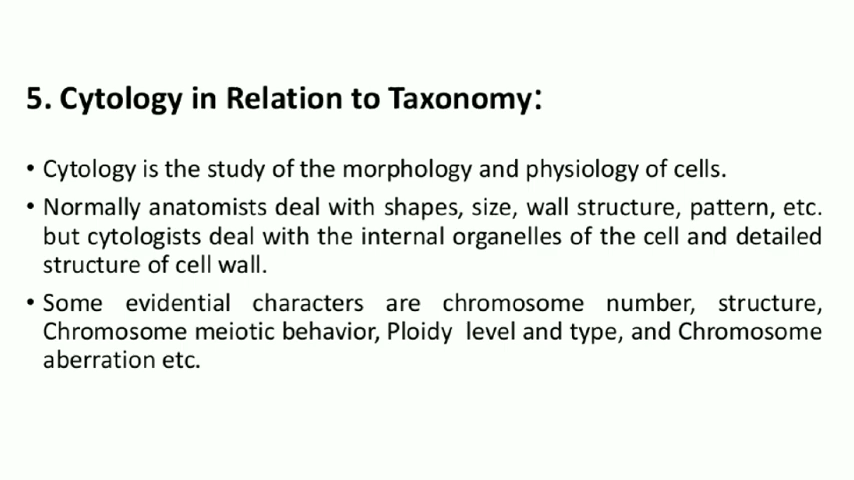 5. Cytology in Relation to Taxonomy:
• Cytology is the study of the morphology and physiology of cells.
• Normally anatomists deal with shapes, size, wall structure, pattern, etc.
but cytologists deal with the internal organelles of the cell and detailed
structure of cell wall.
• Some evidential characters are chromosome number, structure,
Chromosome meiotic behavior, Ploidy level and type, and Chromosome
aberration etc.